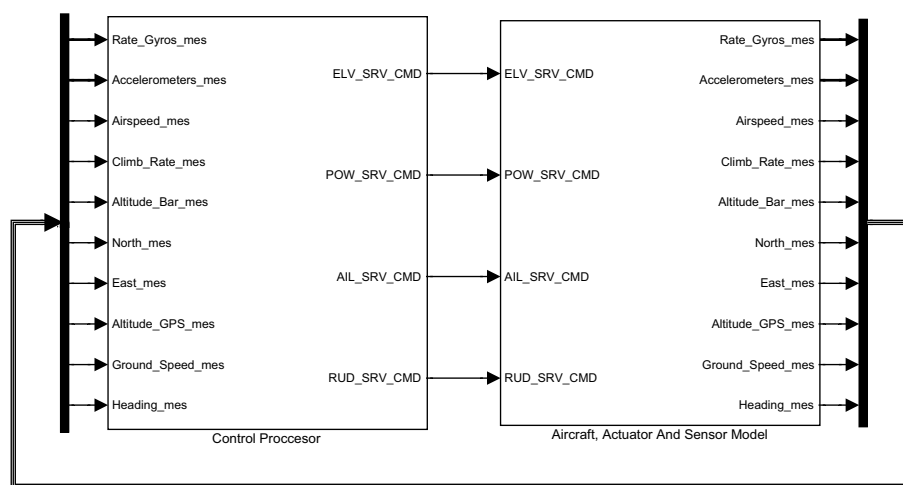 Rate_Gyros_mes
Accelerometers_mes
Airspeed_mes
Climb_Rate_mes
Altitude_Bar_mes
North_mes
East_mes
Altitude_GPS_mes
Ground_Speed_mes
Heading_mes
ELV_SRV_CMD
POW_SRV_CMD
AIL_SRV_CMD
RUD_SRV_CMD
Control Proccesor
ELV_SRV_CMD
POW_SRV_CMD
AIL_SRV_CMD
RUD_SRV_CMD
Rate_Gyros_mes
Accelerometers_mes
Airspeed_mes
Climb_Rate_mes
Altitude_Bar_mes
North_mes
East_mes
Altitude_GPS_mes
Ground_Speed_mes
Heading_mes
Aircraft, Actuator And Sensor Model